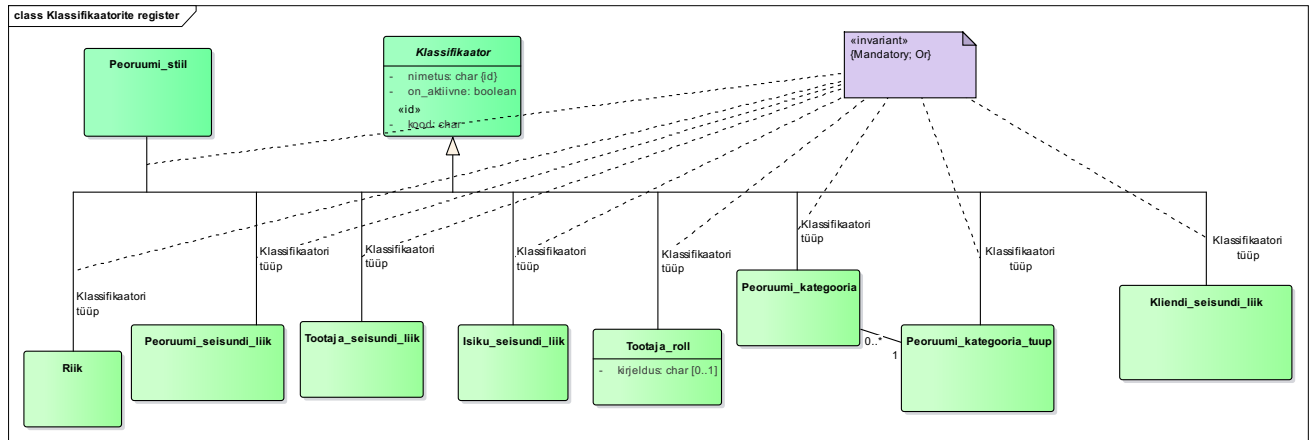 class Klassifikaatorite register
Peoruumi_stiil
Klassifikaator
- nimetus: char {id}
- on_aktiivne: boolean
«id»
- kood: char
«invariant»
{Mandatory; Or}
Klassifikaatori
tüüp
Klassifikaatori
tüüp
Klassifikaatori
tüüp
Klassifikaatori
tüüp
Klassifikaatori
tüüp
Klassifikaatori
tüüp
Klassifikaatori
tüüp
Klassifikaatori
tüüp
Riik
Peoruumi_seisundi_liik
Tootaja_seisundi_liik
Isiku_seisundi_liik
Tootaja_roll
- kirjeldus: char [0..1]
Peoruumi_kategooria
0..*
1
Peoruumi_kategooria_tuup
Kliendi_seisundi_liik